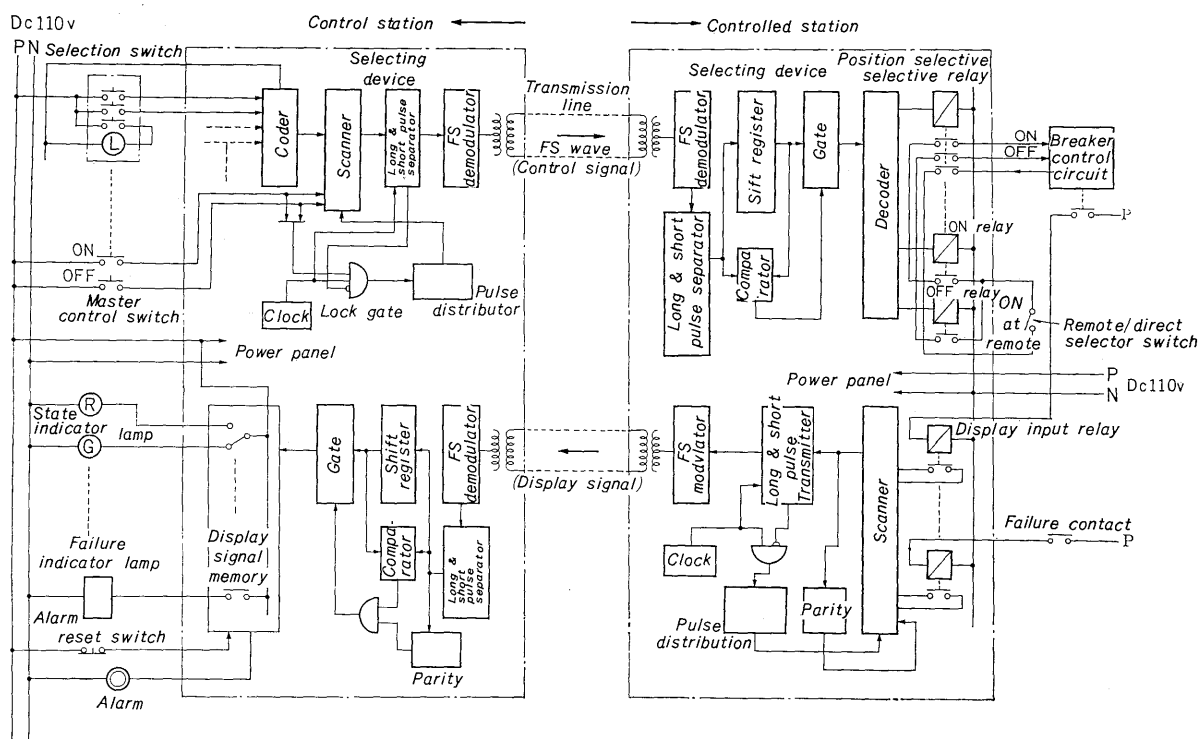 Dc110v
P N
Control station
Controlled station
Selection switch
Selecting
device
Transmission
line
Selecting device
Position selective
selective relay
L
Coder
Scanner
Long &
short pulse
separator
FS
demodulator
FS wave
(Control signal)
FS
demodulator
Sift register
Gate
Decoder
ON
OFF
Breaker
control
circuit
P
ON
OFF
Master
control switch
Clock
Lock gate
Pulse
distributor
Long & short
pulse separator
Compa-
rator
ON relay
OFF relay
ON
at
remote
Remote/direct
selector switch
Power panel
Power panel
P
N
Dc110v
R
State
indicator
lamp
G
Gate
Shift
register
FS
demodulator
(Display signal)
FS
modvlator
Long & short
pulse
Transmitter
Scanner
Display input relay
Failure
indicator lamp
Display
signal
memory
Compa-
rator
Long &
short
pulse
separator
Clock
Failure contact
P
Alarm
reset switch
Parity
Pulse
distribution
Parity
Alarm